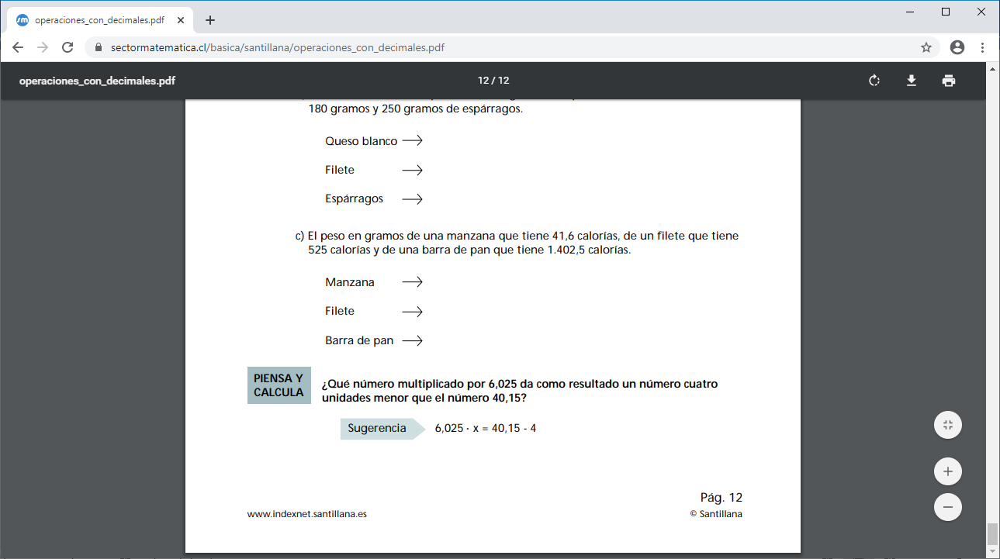 operaciones_con_decimales.pdf
sectormatematica.cl/basica/santillana/operaciones_con_decimales.pdf
operaciones_con_decimales.pdf
12 / 12
180 gramos y 250 gramos de espárragos.
Queso blanco
Filete
Espárragos
c) El peso en gramos de una manzana que tiene 41,6 calorías, de un filete que tiene
525 calorías y de una barra de pan que tiene 1.402,5 calorías.
Manzana
Filete
Barra de pan
PIENSA Y
CALCULA
¿Qué número multiplicado por 6,025 da como resultado un número cuatro
unidades menor que el número 40,15?
Sugerencia
6,025 · x = 40,15 - 4
Pág. 12
www.indexnet.santillana.es
© Santillana